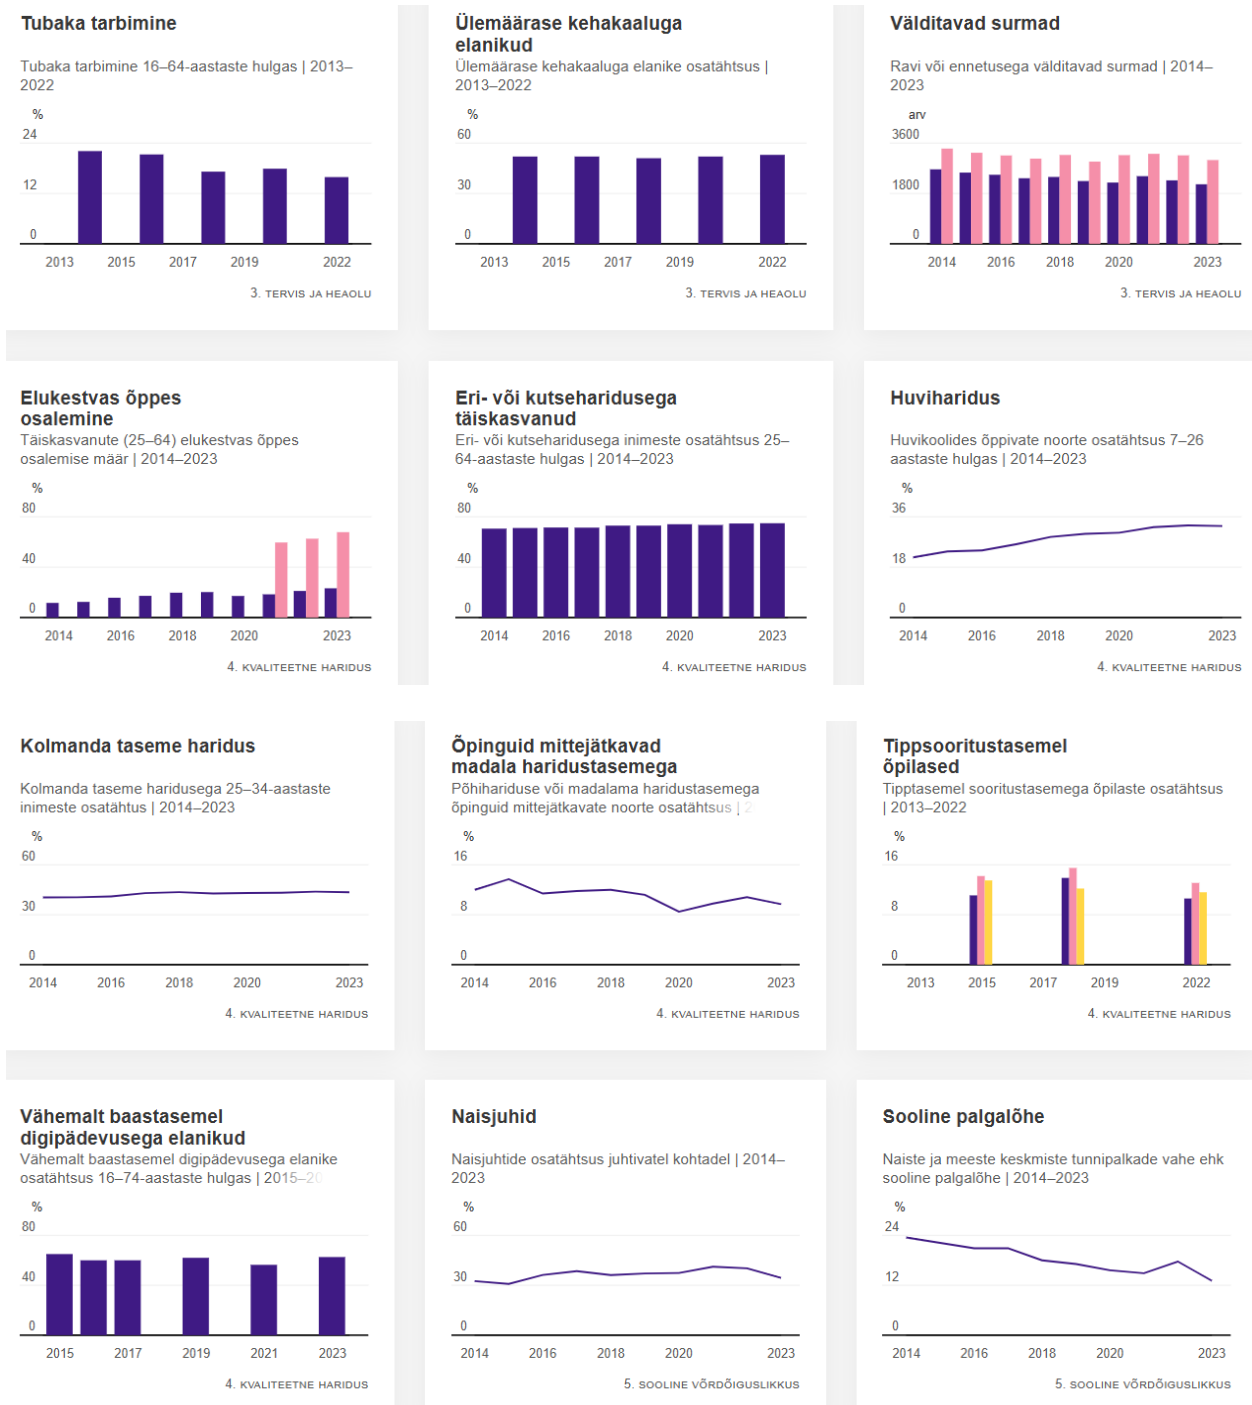 Tubaka tarbimine
Tubaka tarbimine 16–64-aastaste hulgas | 2013–
2022
%
24
12
0
2013 2015 2017 2019 2022
3. TERVIS JA HEAOLU
Ülemäärase kehakaaluga
elanikud
Ülemäärase kehakaaluga elanike osatähtsus |
2013–2022
%
60
30
0
2013 2015 2017 2019 2022
3. TERVIS JA HEAOLU
Välditavad surmad
Ravi või ennetusega välditavad surmad | 2014–
2023
arv
3600
1800
0
2014 2016 2018 2020 2023
3. TERVIS JA HEAOLU
Elukestvas õppes
osalemine
Täiskasvanute (25–64) elukestvas õppes
osalemise määr | 2014–2023
%
80
40
0
2014 2016 2018 2020 2023
4. KVALITEETNE HARIDUS
Eri- või kutseharidusega
täiskasvanud
Eri- või kutseharidusega inimeste osatähtsus 25–
64-aastaste hulgas | 2014–2023
%
80
40
0
2014 2016 2018 2020 2023
4. KVALITEETNE HARIDUS
Huviharidus
Huvikoolides õppivate noorte osatähtsus 7–26
aastaste hulgas | 2014–2023
%
36
18
0
2014 2016 2018 2020 2023
4. KVALITEETNE HARIDUS
Kolmanda taseme haridus
Kolmanda taseme haridusega 25–34-aastaste
inimeste osatähtus | 2014–2023
%
60
30
0
2014 2016 2018 2020 2023
4. KVALITEETNE HARIDUS
Õpinguid mittejätkavad
madala haridustasemega
Põhihariduse või madalama haridustasemega
õpinguid mittejätkavate noorte osatähtsus | 2
%
16
8
0
2014 2016 2018 2020 2023
4. KVALITEETNE HARIDUS
Tippsooritustasemel
õpilased
Tipptasemel sooritustasemega õpilaste osatähtsus
| 2013–2022
%
16
8
0
2013 2015 2017 2019 2022
4. KVALITEETNE HARIDUS
Vähemalt baastasemel
digipädevusega elanikud
Vähemalt baastasemel digipädevusega elanike
osatähtsus 16–74-aastaste hulgas | 2015–20
%
80
40
0
2015 2017 2019 2021 2023
4. KVALITEETNE HARIDUS
Naisjuhid
Naisjuhtide osatähtsus juhtivatel kohtadel | 2014–
2023
%
60
30
0
2014 2016 2018 2020 2023
5. SOOLINE VÕRDÕIGUSLIKKUS
Sooline palgalõhe
Naiste ja meeste keskmiste tunnipalkade vahe ehk
sooline palgalõhe | 2014–2023
%
24
12
0
2014 2016 2018 2020 2023
5. SOOLINE VÕRDÕIGUSLIKKUS